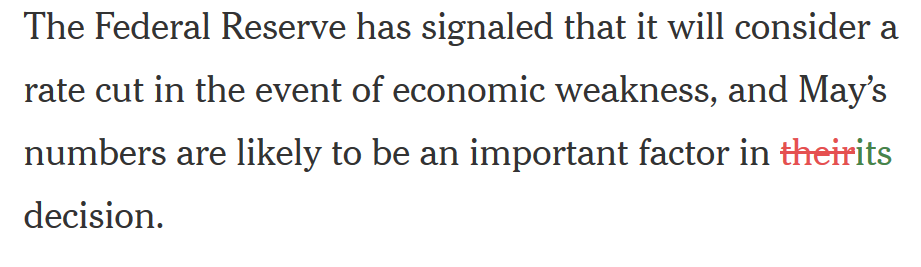 The Federal Reserve has signaled that it will consider a
rate cut in the event of economic weakness, and May’s
numbers are likely to be an important factor in theirits
decision.